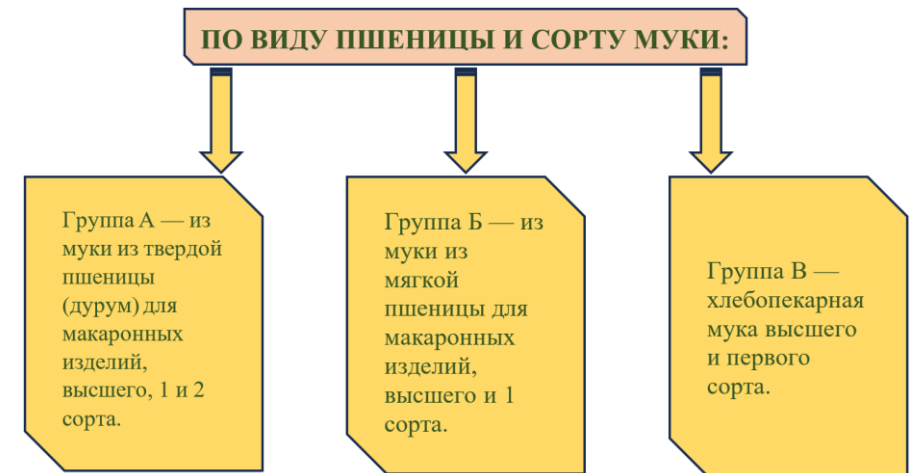 ПО ВИДУ ПШЕНИЦЫ И СОРТУ МУКИ:
Группа А — из
муки из твердой
пшеницы
(дурум) для
макаронных
изделий,
высшего, 1 и 2
сорта.
Группа Б — из
муки из
мягкой
пшеницы для
макаронных
изделий,
высшего и 1
сорта.
Группа В —
хлебопекарная
мука высшего
и первого
сорта.